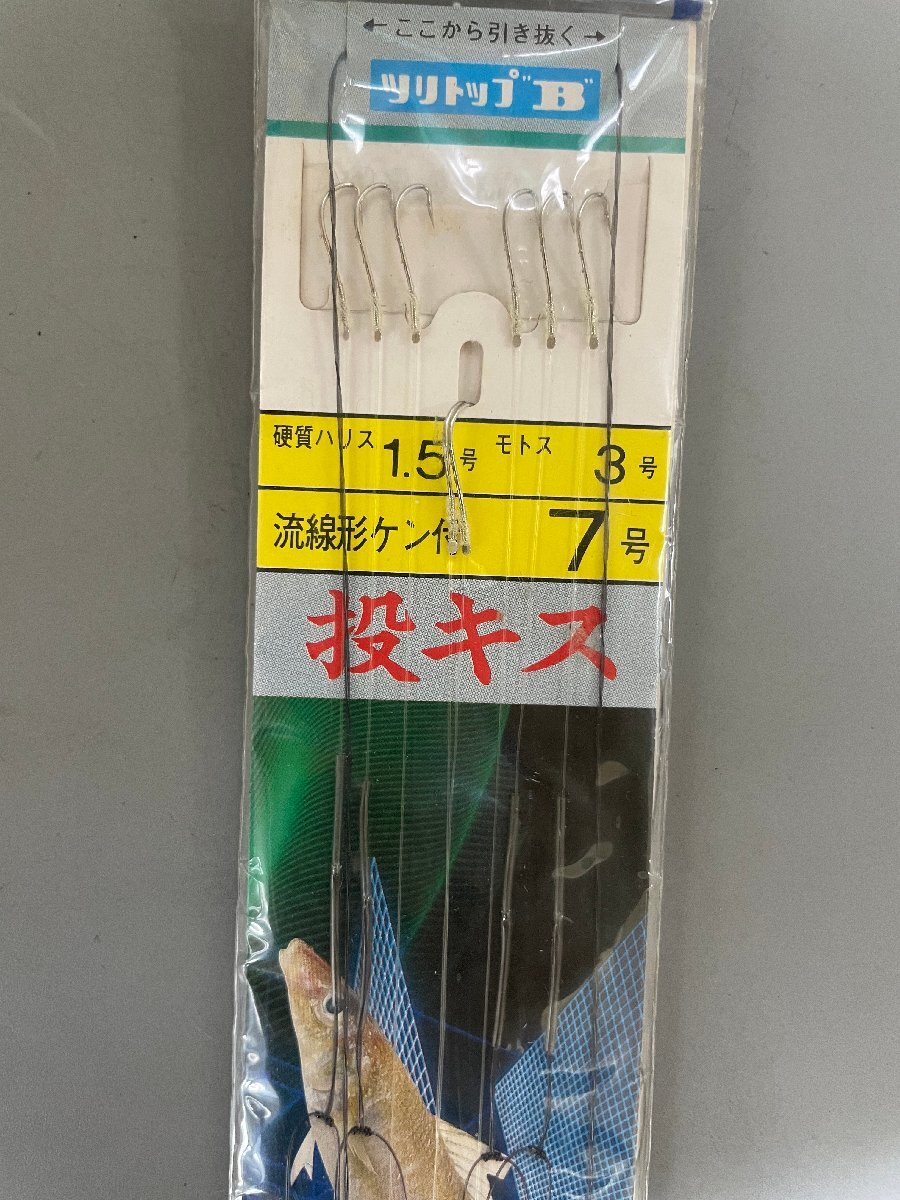 ←ここから引き抜く→
ツリトップ"B"
硬質ハリス 1.5号 モトス 3号
流線形ケン付 7号
投キス